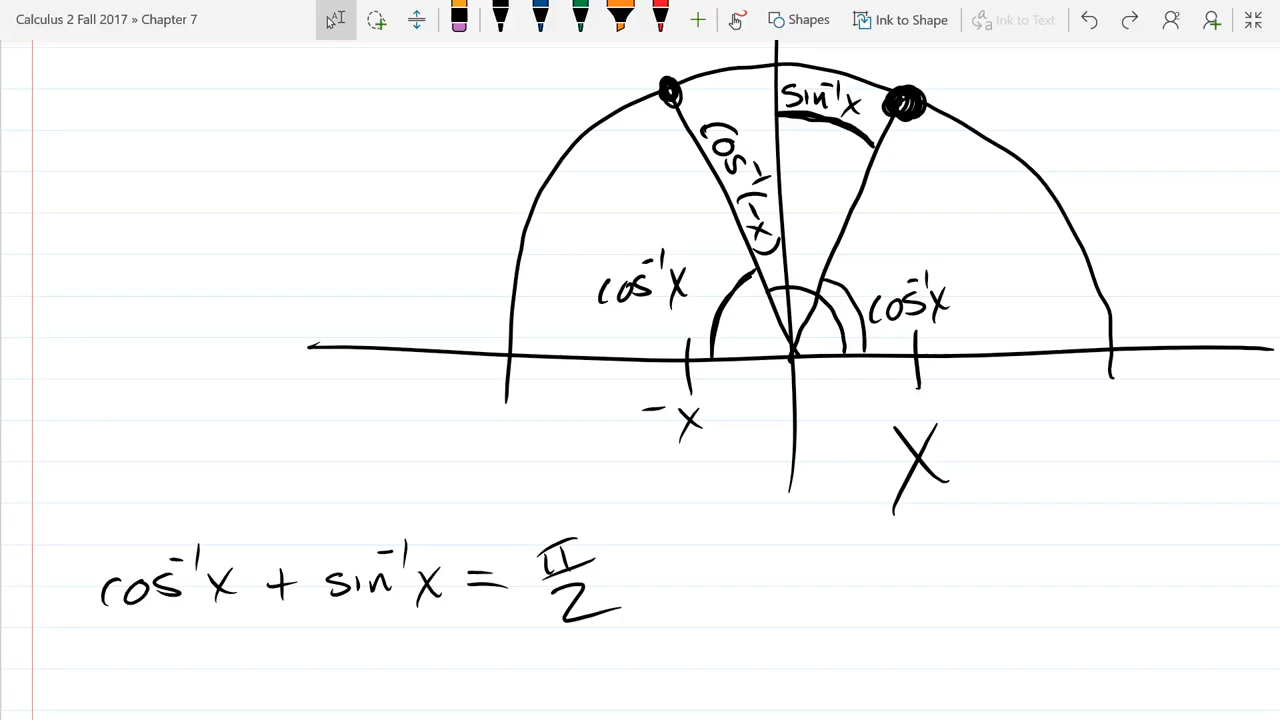 Calculus 2 Fall 2017 » Chapter 7
Shapes
Ink to Shape
Ink to Text
sin⁻¹x
cos⁻¹(-x)
cos⁻¹x
cos⁻¹x
-x
x
cos⁻¹x + sin⁻¹x = π/2